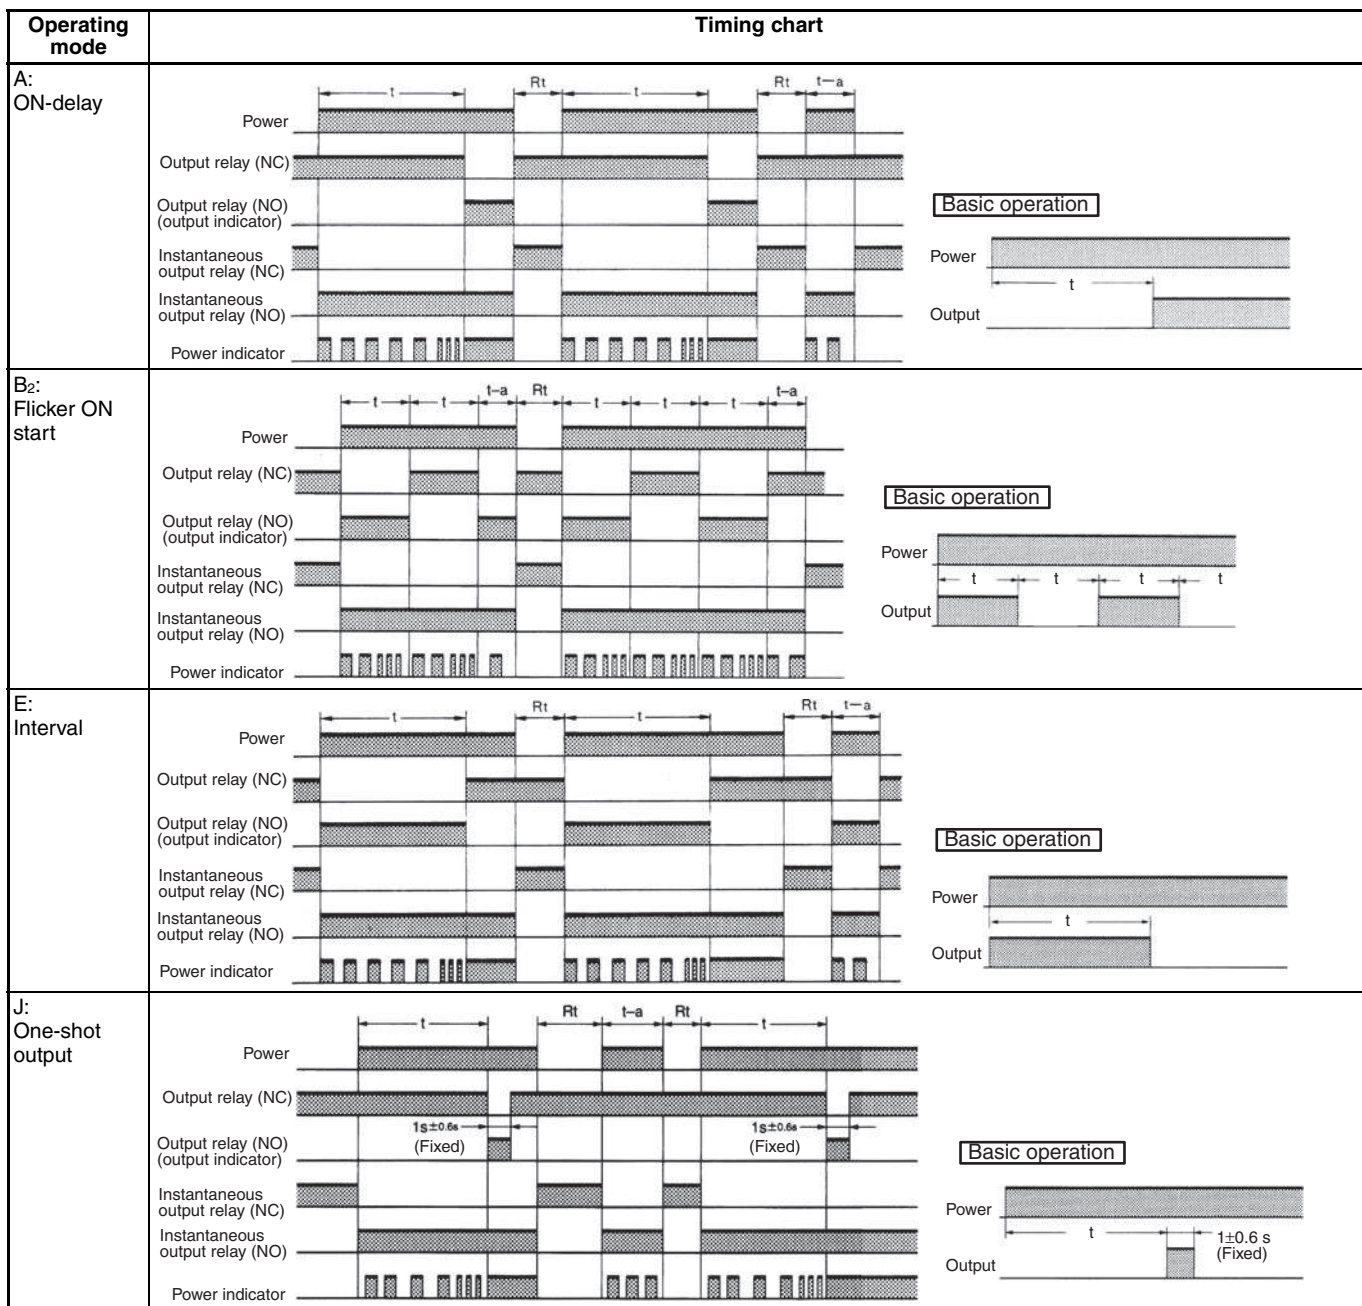 Operating
mode
Timing chart
A:
ON-delay
t
Rt
t
Rt
t–a
Power
Output relay (NC)
Output relay (NO)
(output indicator)
Instantaneous
output relay (NC)
Instantaneous
output relay (NO)
Power indicator
Basic operation
Power
t
Output
B2:
Flicker ON
start
t
t
t–a
Rt
t
t
t
t–a
Power
Output relay (NC)
Output relay (NO)
(output indicator)
Instantaneous
output relay (NC)
Instantaneous
output relay (NO)
Power indicator
Basic operation
Power
t
t
t
t
Output
E:
Interval
t
Rt
t
Rt
t–a
Power
Output relay (NC)
Output relay (NO)
(output indicator)
Instantaneous
output relay (NC)
Instantaneous
output relay (NO)
Power indicator
Basic operation
Power
t
Output
J:
One-shot
output
t
Rt
t–a
Rt
t
Power
Output relay (NC)
1s±0.6s
(Fixed)
1s±0.6s
(Fixed)
Output relay (NO)
(output indicator)
Instantaneous
output relay (NC)
Instantaneous
output relay (NO)
Power indicator
Basic operation
Power
t
1±0.6 s
(Fixed)
Output